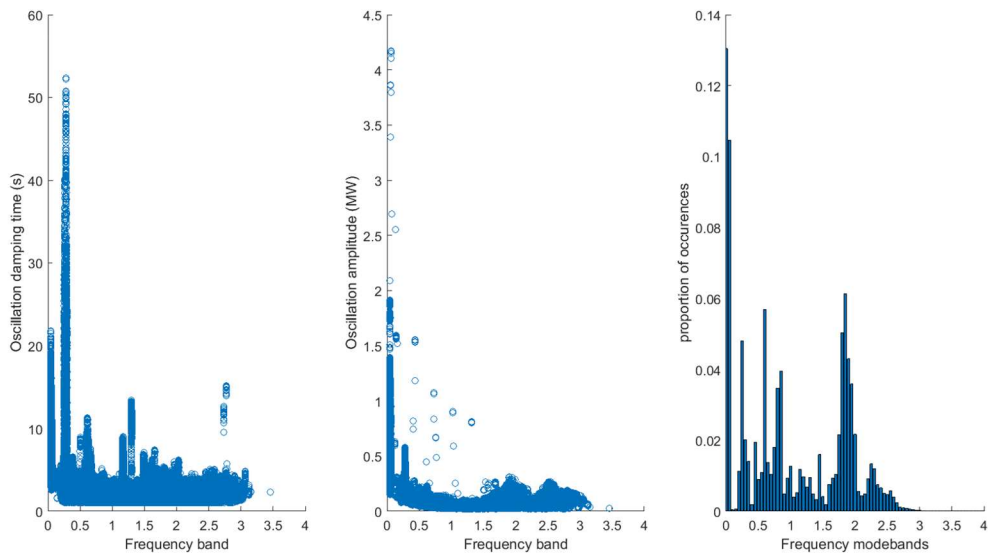 Oscillation damping time (s)
60
50
40
30
20
10
0
0 0.5 1 1.5 2 2.5 3 3.5 4
Frequency band
Oscillation amplitude (MW)
4.5
4
3.5
3
2.5
2
1.5
1
0.5
0
0 0.5 1 1.5 2 2.5 3 3.5 4
Frequency band
proportion of occurences
0.14
0.12
0.1
0.08
0.06
0.04
0.02
0
0 0.5 1 1.5 2 2.5 3 3.5 4
Frequency modebands